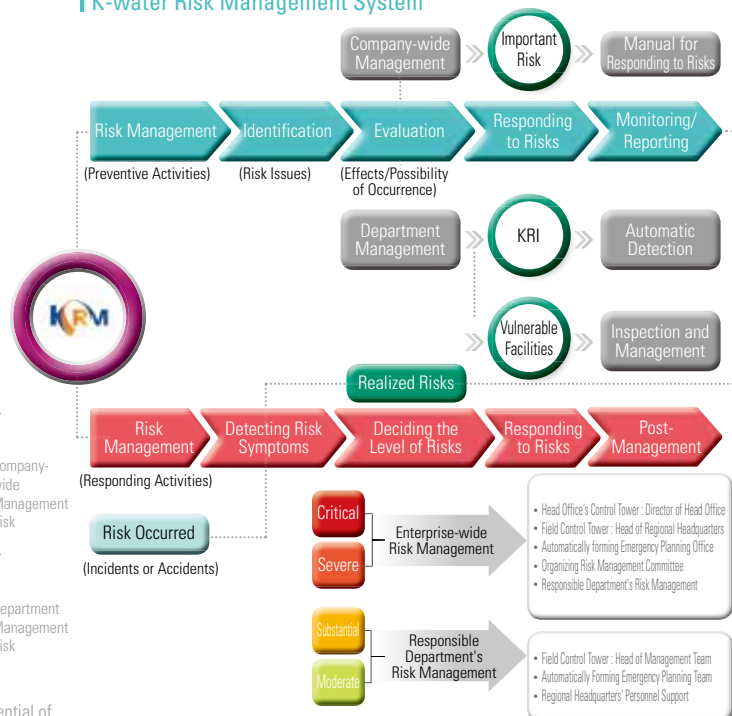 K-water Risk Management System
Company-wide
Management
Important
Risk
Manual for
Responding to Risks
Risk Management
Identification
Evaluation
Responding
to Risks
Monitoring/
Reporting
(Preventive Activities)
(Risk Issues)
(Effects/Possibility
of Occurrence)
Department
Management
KRI
Automatic
Detection
KRM
Vulnerable
Facilities
Inspection and
Management
Realized Risks
Risk
Management
Detecting Risk
Symptoms
Deciding the
Level of Risks
Responding
to Risks
Post-
Management
(Responding Activities)
Risk Occurred
(Incidents or Accidents)
Critical
Severe
Enterprise-wide
Risk Management
• Head Office's Control Tower : Director of Head Office
• Field Control Tower : Head of Regional Headquarters
• Automatically forming Emergency Planning Office
• Organizing Risk Management Committee
• Responsible Department's Risk Management
Substantial
Moderate
Responsible
Department's
Risk Management
• Field Control Tower : Head of Management Team
• Automatically Forming Emergency Planning Team
• Regional Headquarters' Personnel Support
ompany-
vide
Management
isk
epartment
Management
isk
ential of